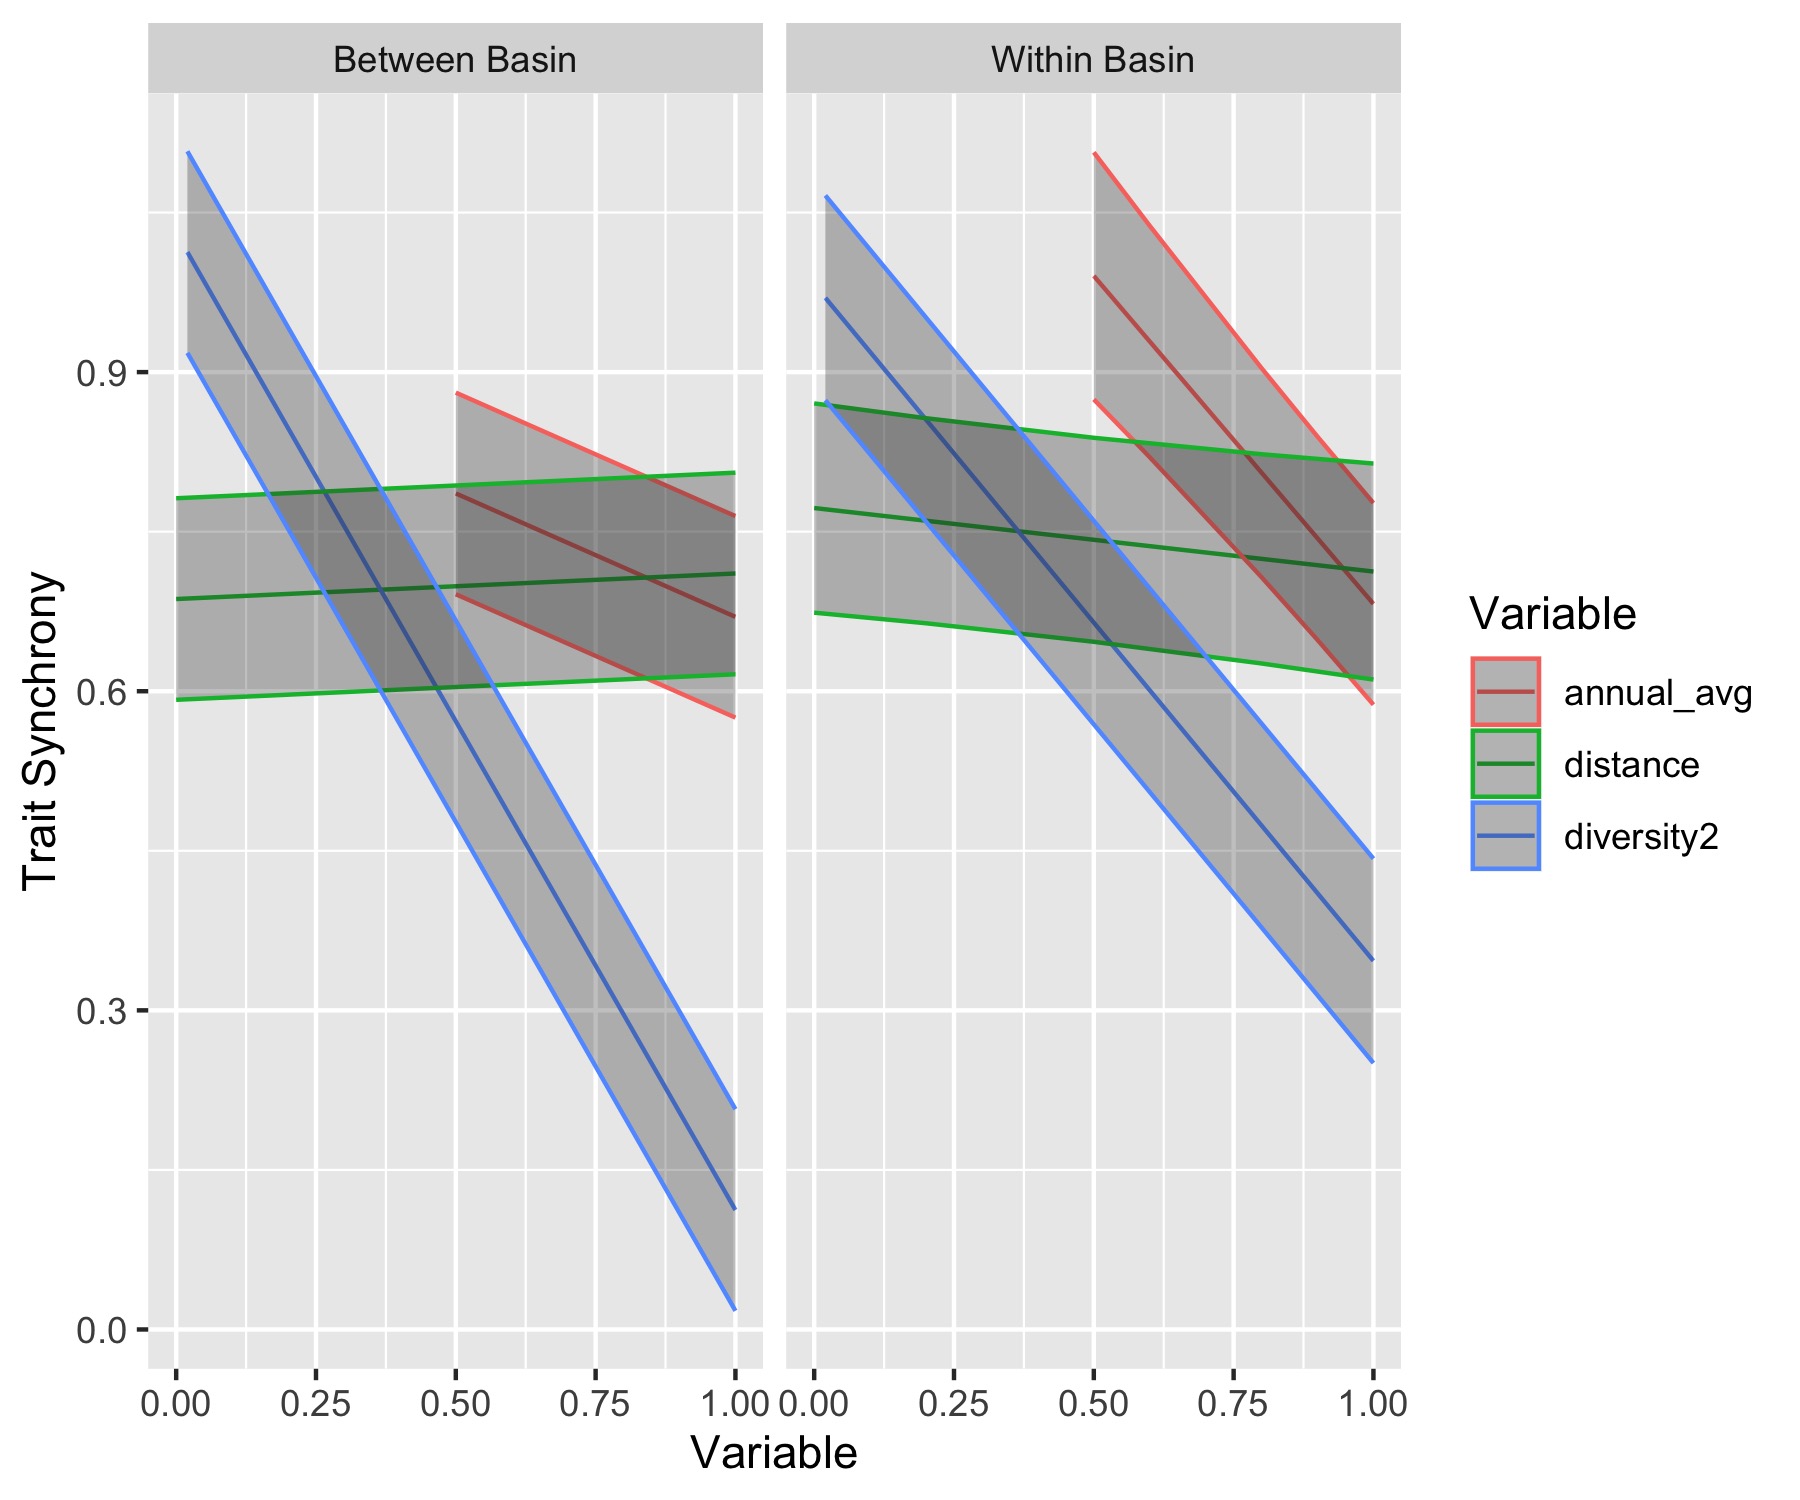 Between Basin
Within Basin
Trait Synchrony
0.9
0.6
0.3
0.0
0.00 0.25 0.50 0.75 1.00
0.00 0.25 0.50 0.75 1.00
Variable
Variable
annual_avg
distance
diversity2